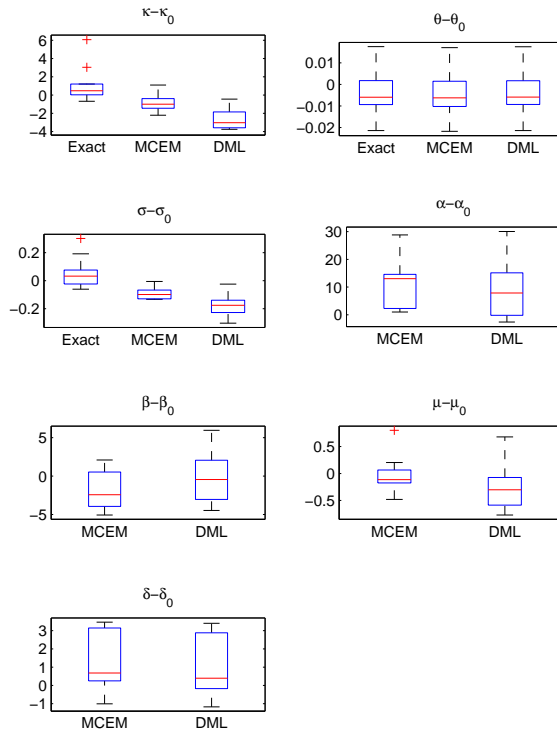 κ−κ0
6
4
2
0
−2
−4
Exact MCEM DML
θ−θ0
0.01
0
−0.01
−0.02
Exact MCEM DML
σ−σ0
0.2
0
−0.2
Exact MCEM DML
α−α0
30
20
10
0
MCEM DML
β−β0
5
0
−5
MCEM DML
μ−μ0
0.5
0
−0.5
MCEM DML
δ−δ0
3
2
1
0
−1
MCEM DML